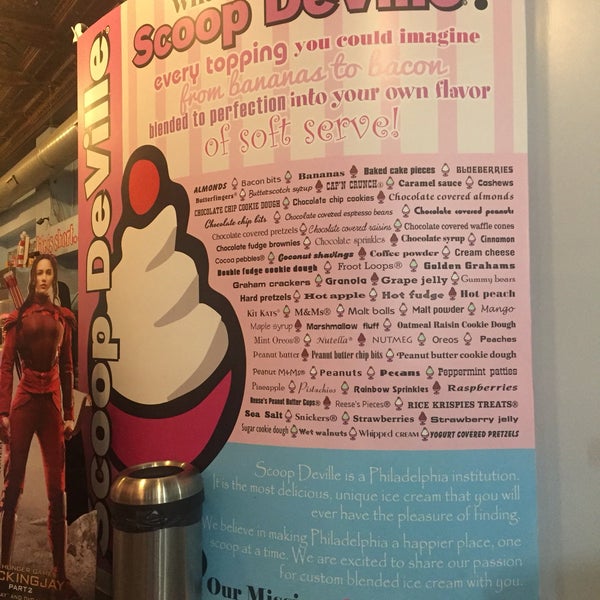 Scoop DeVille?
every topping you could imagine
from bananas to bacon
blended to perfection into your own flavor
of soft serve!
Scoop DeVille
ALMONDS Bacon bits Bananas Baked cake pieces BLUEBERRIES
Butterfingers® Butterscotch syrup CAP'N CRUNCH® Caramel sauce Cashews
CHOCOLATE CHIP COOKIE DOUGH Chocolate chip cookies Chocolate covered almonds
Chocolate chip bits Chocolate covered espresso beans Chocolate covered peanuts
Chocolate covered pretzels Chocolate covered raisins Chocolate covered waffle cones
Chocolate fudge brownies Chocolate sprinkles Chocolate syrup Cinnamon
Cocoa pebbles® Coconut shavings Coffee powder Cream cheese
Double fudge cookie dough Froot Loops® Golden Grahams
Graham crackers Granola Grape jelly Gummy bears
Hard pretzels Hot apple Hot fudge Hot peach
Kit Kats® M&Ms® Malt balls Malt powder Mango
Maple syrup Marshmallow fluff Oatmeal Raisin Cookie Dough
Mint Oreos® Nutella® NUTMEG Oreos Peaches
Peanut butter Peanut butter chip bits Peanut butter cookie dough
Peanut M&Ms® Peanuts Pecans Peppermint patties
Pineapple Pistachios Rainbow Sprinkles Raspberries
Reese's Peanut Butter Cups® Reese's Pieces® RICE KRISPIES TREATS®
Sea Salt Snickers® Strawberries Strawberry jelly
Sugar cookie dough Wet walnuts Whipped CREAM YOGURT COVERED PRETZELS
Scoop Deville is a Philadelphia institution.
It is the most delicious, unique ice cream that you will
ever have the pleasure of finding.
We believe in making Philadelphia a happier place, one
scoop at a time. We are excited to share our passion
for custom blended ice cream with you.
Our
HUNGER GAMES
CKINGJAY
PART 2